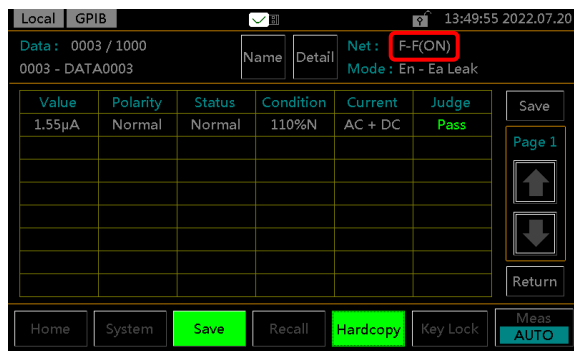 Local GPIB 13:49:55 2022.07.20
Data : 0003 / 1000 Name Detail Net : F-F(ON)
0003 - DATA0003 Mode : En - Ea Leak
Value Polarity Status Condition Current Judge Save
1.55µA Normal Normal 110%N AC + DC Pass
Page 1
Return
Home System Save Recall Hardcopy Key Lock Meas
AUTO